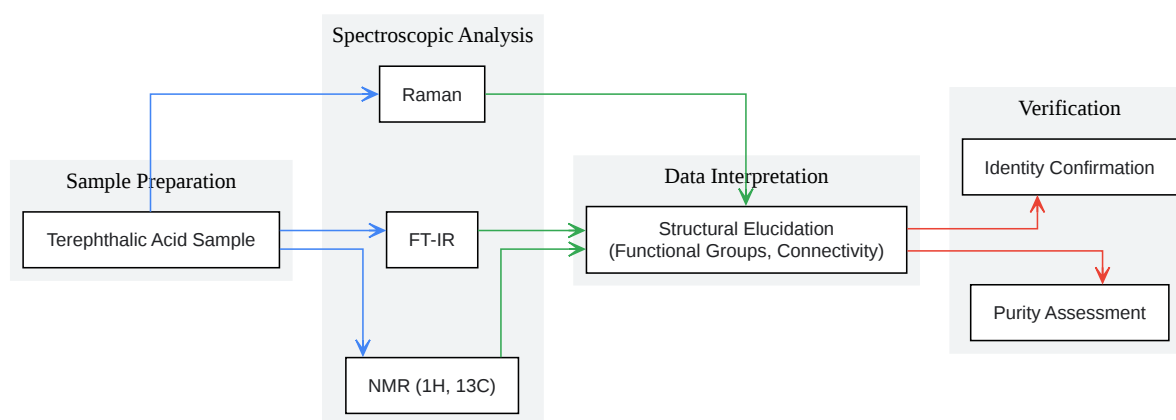 Spectroscopic Analysis
Raman
Verification
Identity Confirmation
Sample Preparation
Data Interpretation
Terephthalic Acid Sample
FT-IR
Structural Elucidation
(Functional Groups, Connectivity)
Purity Assessment
NMR (1H, 13C)